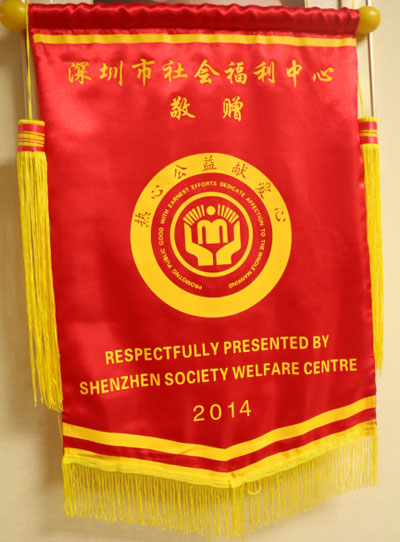 深圳市社会福利中心
敬赠
热心公益献爱心
PROMOTING PUBLIC GOOD WITH EARNEST EFFORTS DEDICATE AFFECTION TO THE WHOLE MANKIND
RESPECTFULLY PRESENTED BY
SHENZHEN SOCIETY WELFARE CENTRE
2014